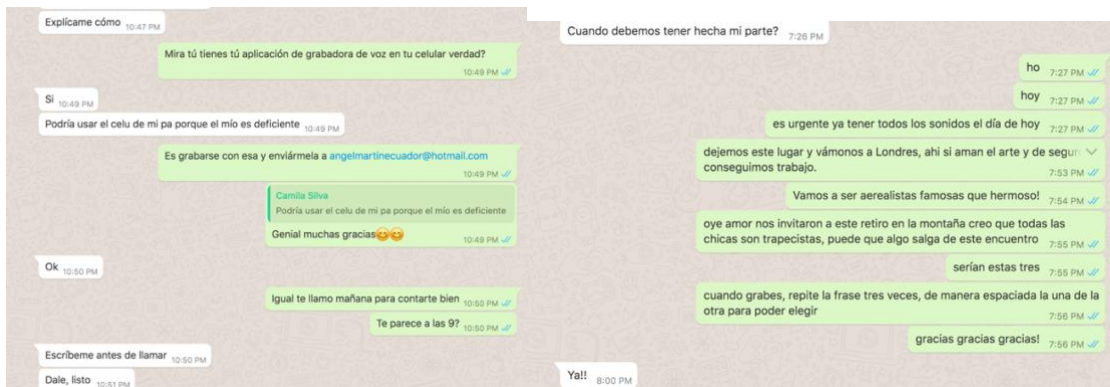 Explícame cómo 10:47 PM
Mira tú tienes tú aplicación de grabadora de voz en tu celular verdad?
10:49 PM
Si 10:49 PM
Podría usar el celu de mi pa porque el mío es deficiente 10:49 PM
Es grabarse con esa y enviármela a angelmartinecuador@hotmail.com
10:49 PM
Camila Silva
Podría usar el celu de mi pa porque el mío es deficiente
Genial muchas gracias😊😊 10:49 PM
Ok 10:50 PM
Igual te llamo mañana para contarte bien 10:50 PM
Te parece a las 9? 10:50 PM
Escríbeme antes de llamar 10:50 PM
Dale, listo 10:51 PM
Cuando debemos tener hecha mi parte? 7:26 PM
ho 7:27 PM
hoy 7:27 PM
es urgente ya tener todos los sonidos el día de hoy 7:27 PM
dejemos este lugar y vámonos a Londres, ahi si aman el arte y de segur
conseguimos trabajo. 7:53 PM
Vamos a ser aerealistas famosas que hermoso! 7:54 PM
oye amor nos invitaron a este retiro en la montaña creo que todas las
chicas son trapecistas, puede que algo salga de este encuentro 7:55 PM
serían estas tres 7:55 PM
cuando grabes, repite la frase tres veces, de manera espaciada la una de la
otra para poder elegir 7:56 PM
gracias gracias gracias! 7:56 PM
Ya!! 8:00 PM